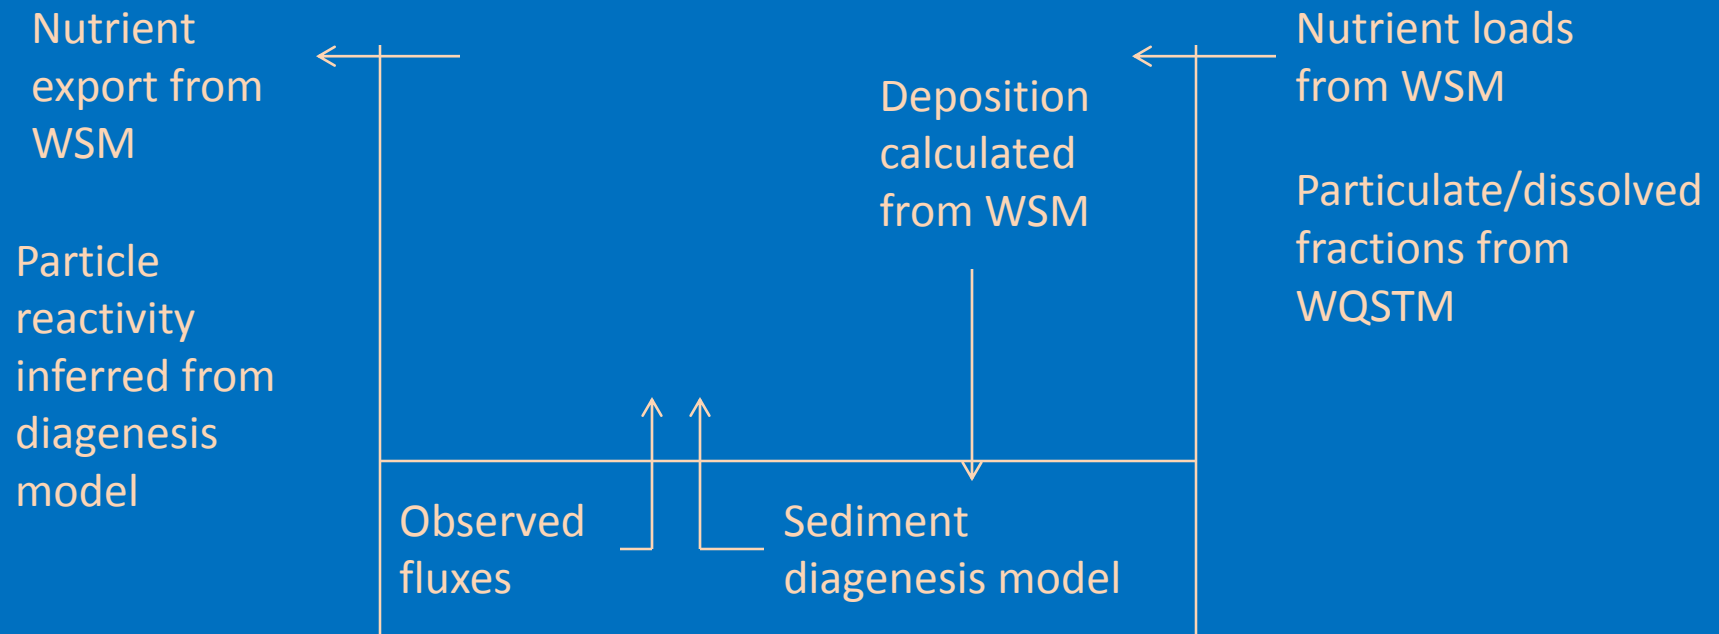 Nutrient
export from
WSM
Particle
reactivity
inferred from
diagenesis
model
Deposition
calculated
from WSM
Observed
fluxes
Sediment
diagenesis model
Nutrient loads
from WSM
Particulate/dissolved
fractions from
WQSTM